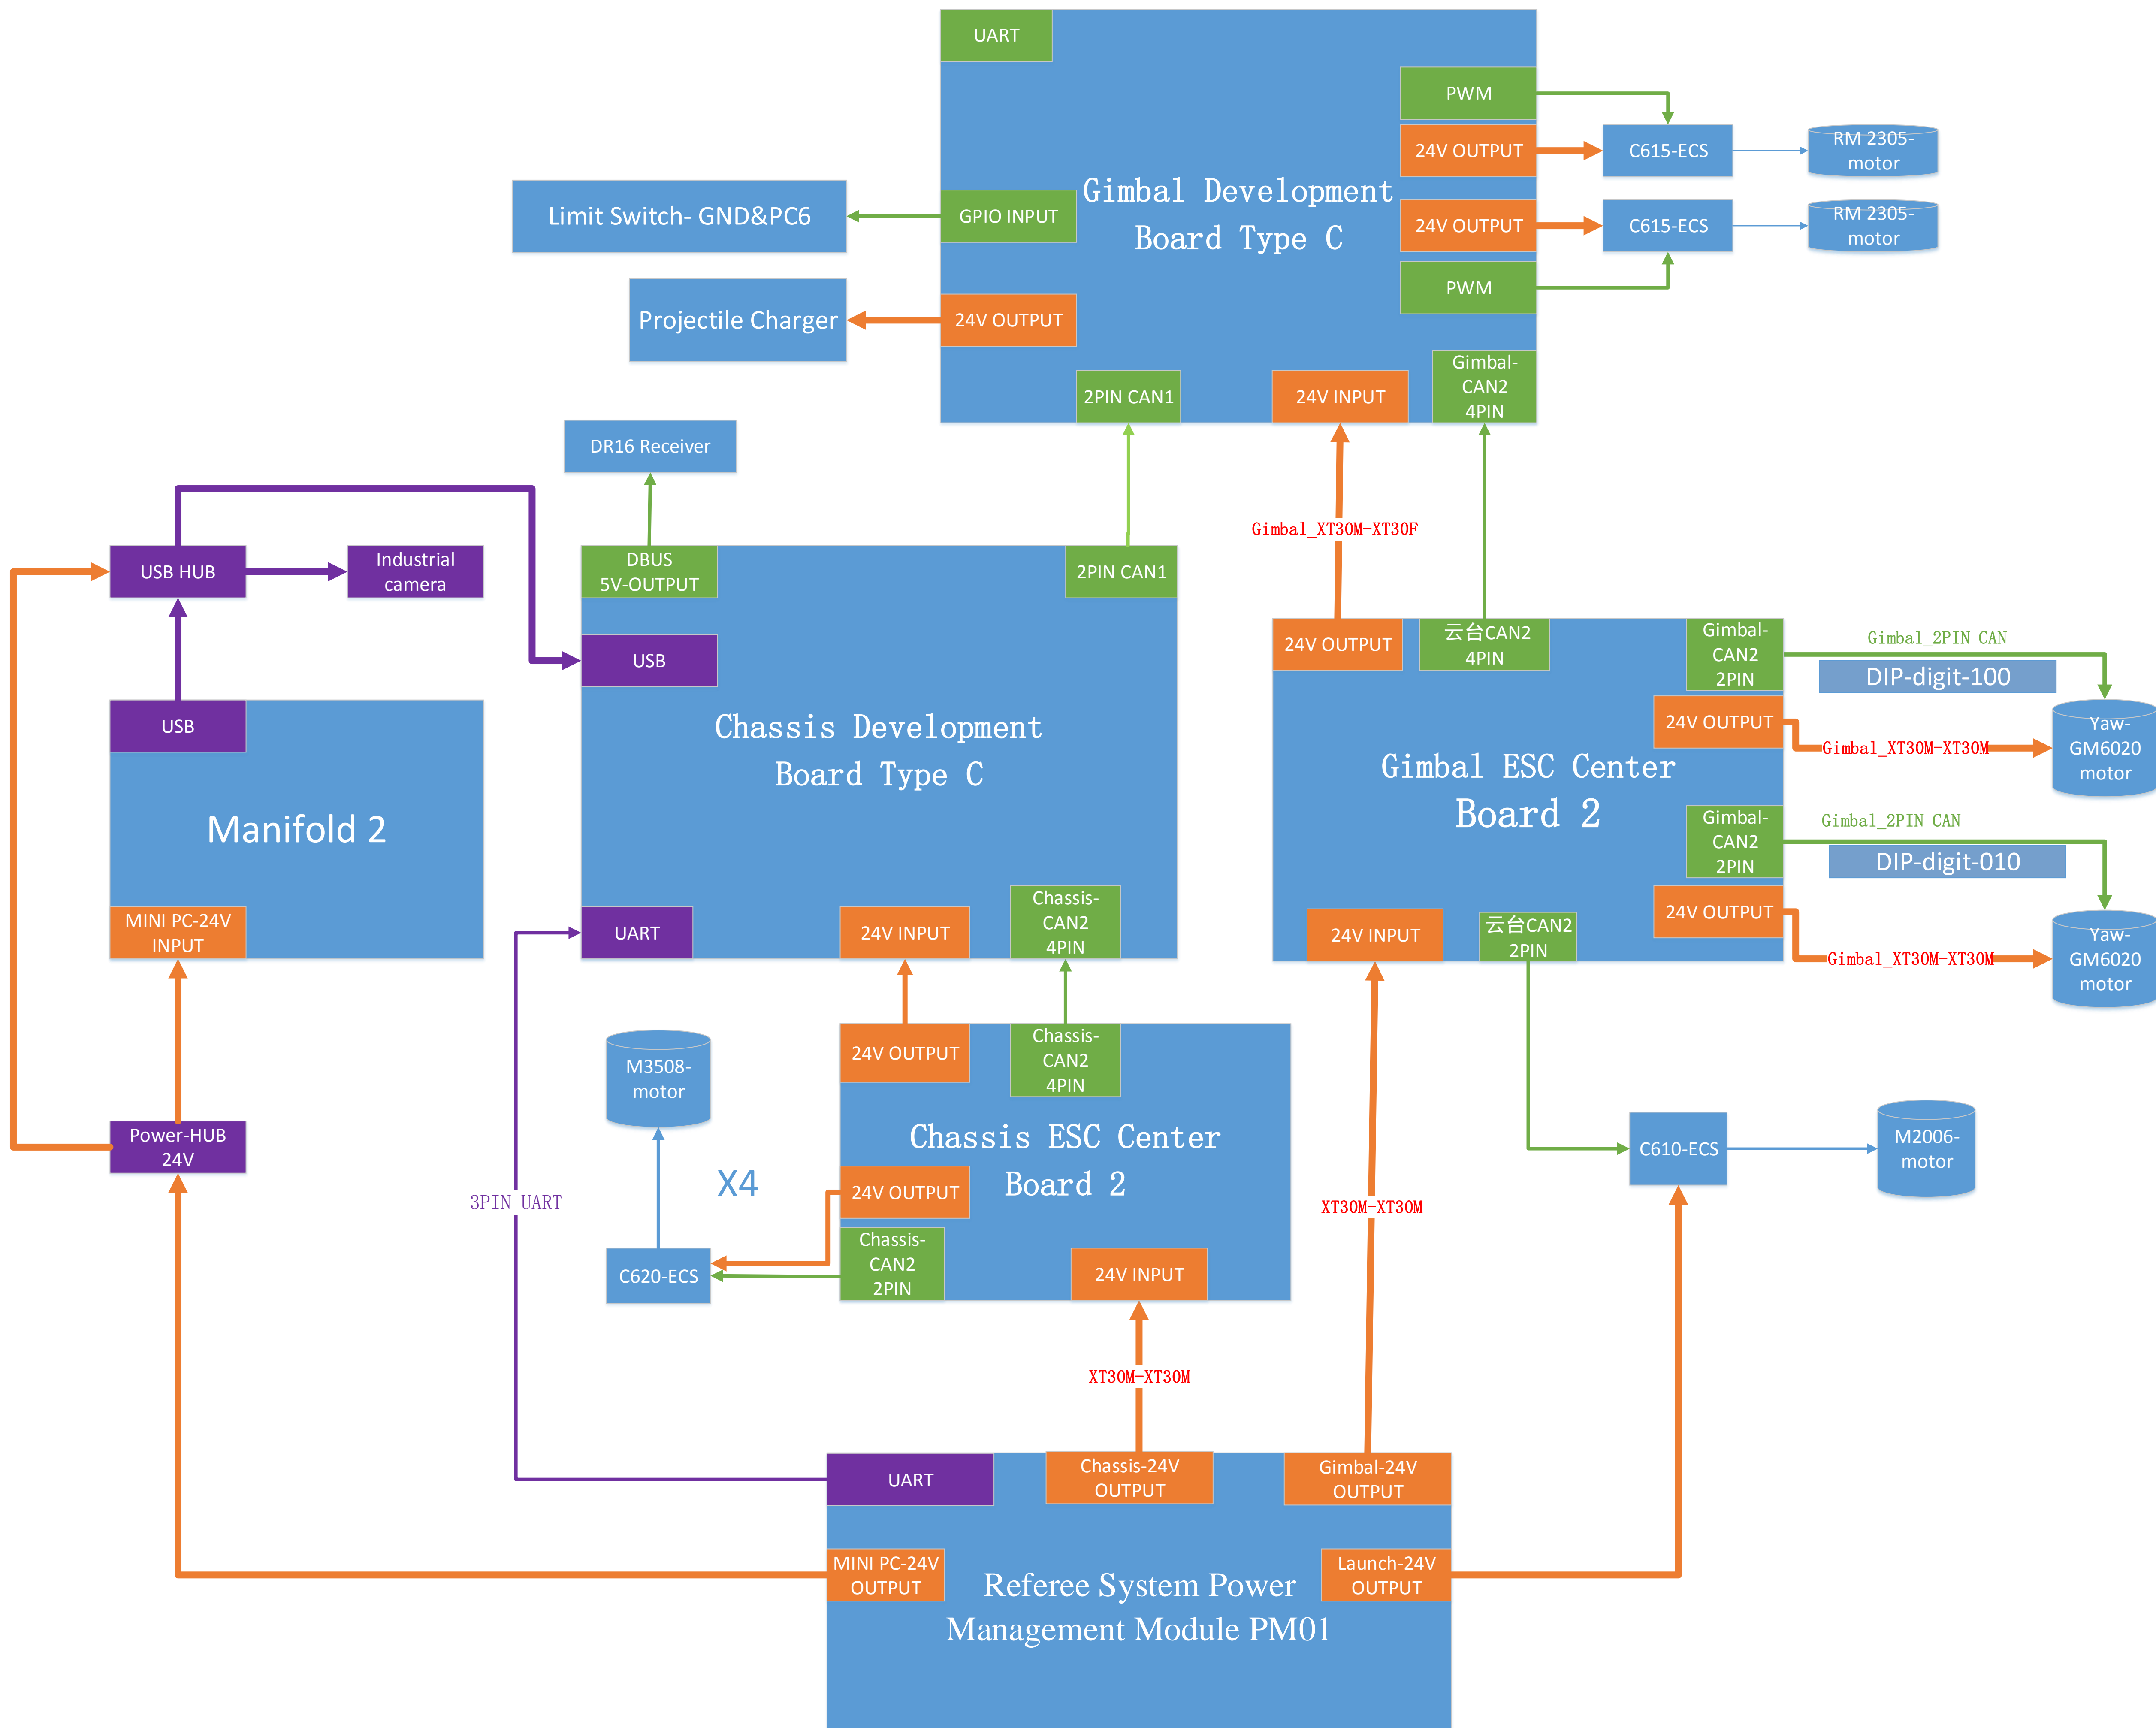 UART
PWM
24V OUTPUT
C615-ECS
RM 2305-
motor
Gimbal Development
Board Type C
Limit Switch- GND&PC6
GPIO INPUT
24V OUTPUT
C615-ECS
RM 2305-
motor
PWM
Projectile Charger
24V OUTPUT
2PIN CAN1
24V INPUT
Gimbal-
CAN2
4PIN
DR16 Receiver
Gimbal_XT30M-XT30F
USB HUB
Industrial
camera
DBUS
5V-OUTPUT
2PIN CAN1
USB
Chassis Development
Board Type C
UART
24V INPUT
Chassis-
CAN2
4PIN
USB
Manifold 2
MINI PC-24V
INPUT
24V OUTPUT
云台CAN2
4PIN
Gimbal-
CAN2
2PIN
Gimbal_2PIN CAN
DIP-digit-100
24V OUTPUT
Gimbal_XT30M-XT30M
Yaw-
GM6020
motor
Gimbal ESC Center
Board 2
Gimbal-
CAN2
2PIN
Gimbal_2PIN CAN
DIP-digit-010
24V OUTPUT
Gimbal_XT30M-XT30M
Yaw-
GM6020
motor
24V INPUT
云台CAN2
2PIN
M3508-
motor
24V OUTPUT
Chassis-
CAN2
4PIN
Chassis ESC Center
Board 2
X4
24V OUTPUT
Chassis-
CAN2
2PIN
C620-ECS
24V INPUT
Power-HUB
24V
3PIN UART
XT30M-XT30M
C610-ECS
M2006-
motor
XT30M-XT30M
UART
Chassis-24V
OUTPUT
Gimbal-24V
OUTPUT
MINI PC-24V
OUTPUT
Launch-24V
OUTPUT
Referee System Power
Management Module PM01